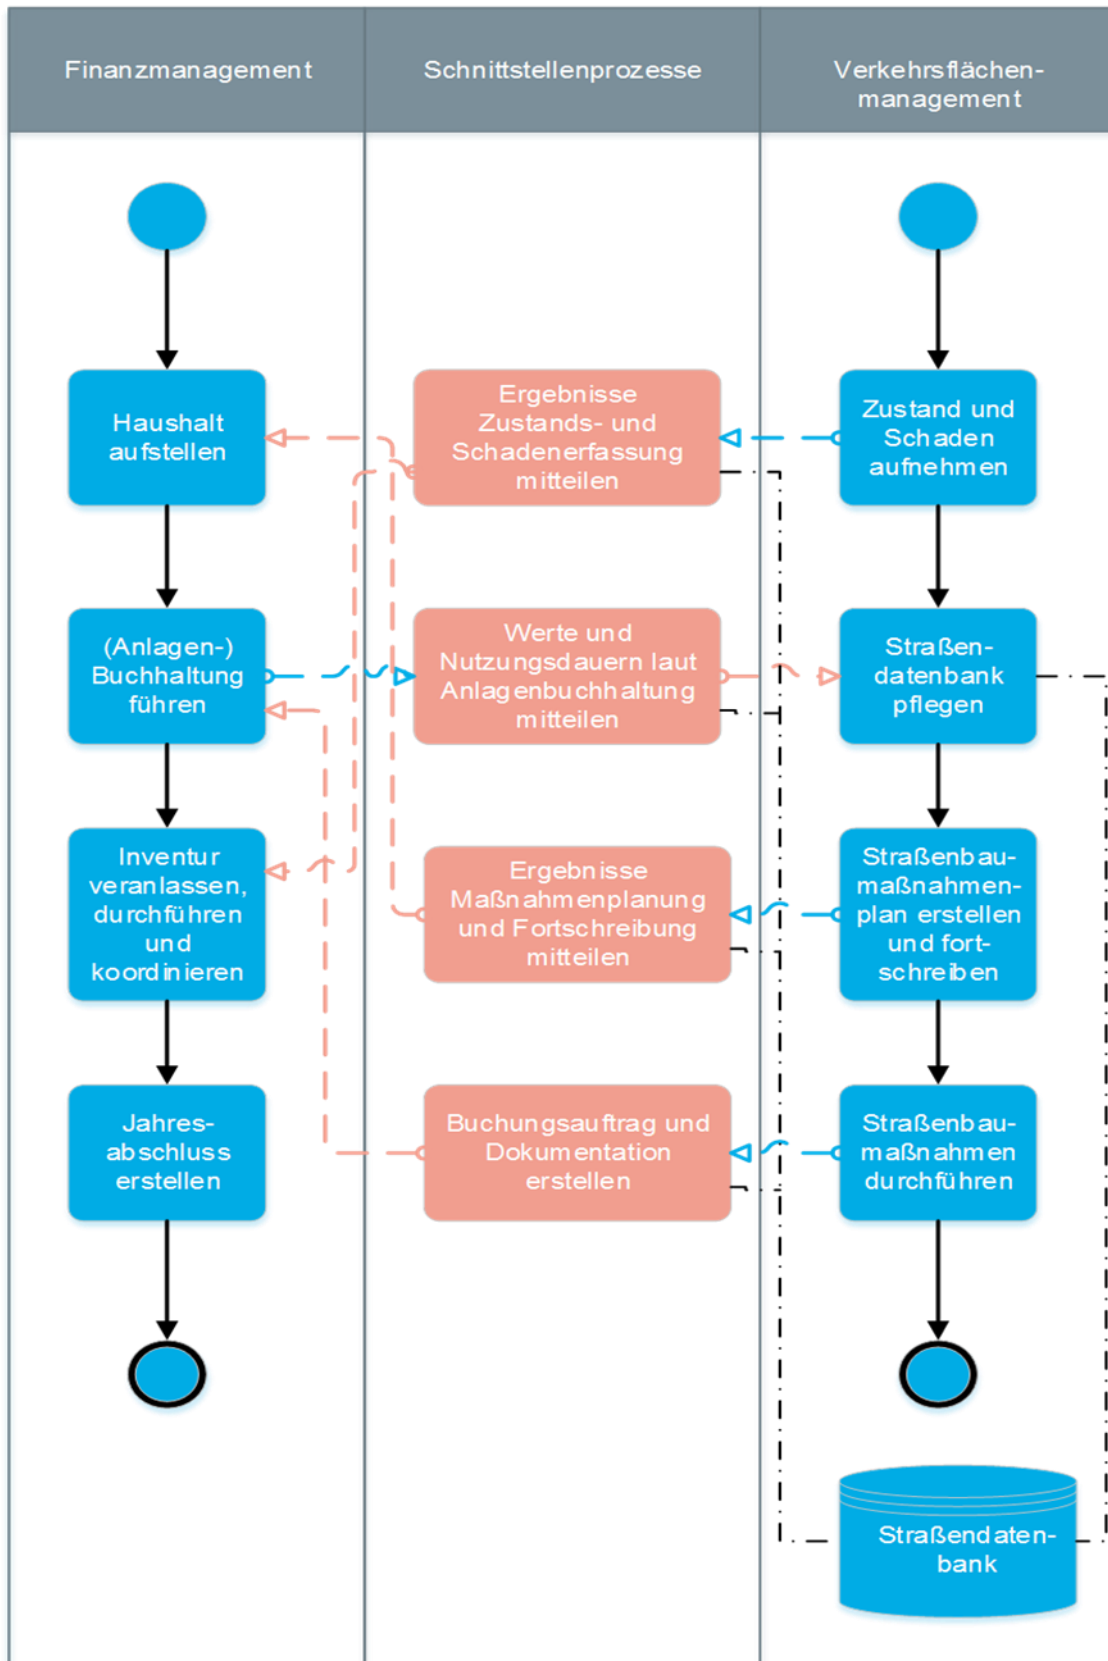 Finanzmanagement
Schnittstellenprozesse
Verkehrsflächen-
management
Haushalt
aufstellen
Ergebnisse
Zustands- und
Schadenerfassung
mitteilen
Zustand und
Schaden
aufnehmen
(Anlagen-)
Buchhaltung
führen
Werte und
Nutzungsdauern laut
Anlagenbuchhaltung
mitteilen
Straßen-
datenbank
pflegen
Inventur
veranlassen,
durchführen
und
koordinieren
Ergebnisse
Maßnahmenplanung
und Fortschreibung
mitteilen
Straßenbau-
maßnahmen-
plan erstellen
und fort-
schreiben
Jahres-
abschluss
erstellen
Buchungsauftrag und
Dokumentation
erstellen
Straßenbau-
maßnahmen
durchführen
Straßendaten-
bank